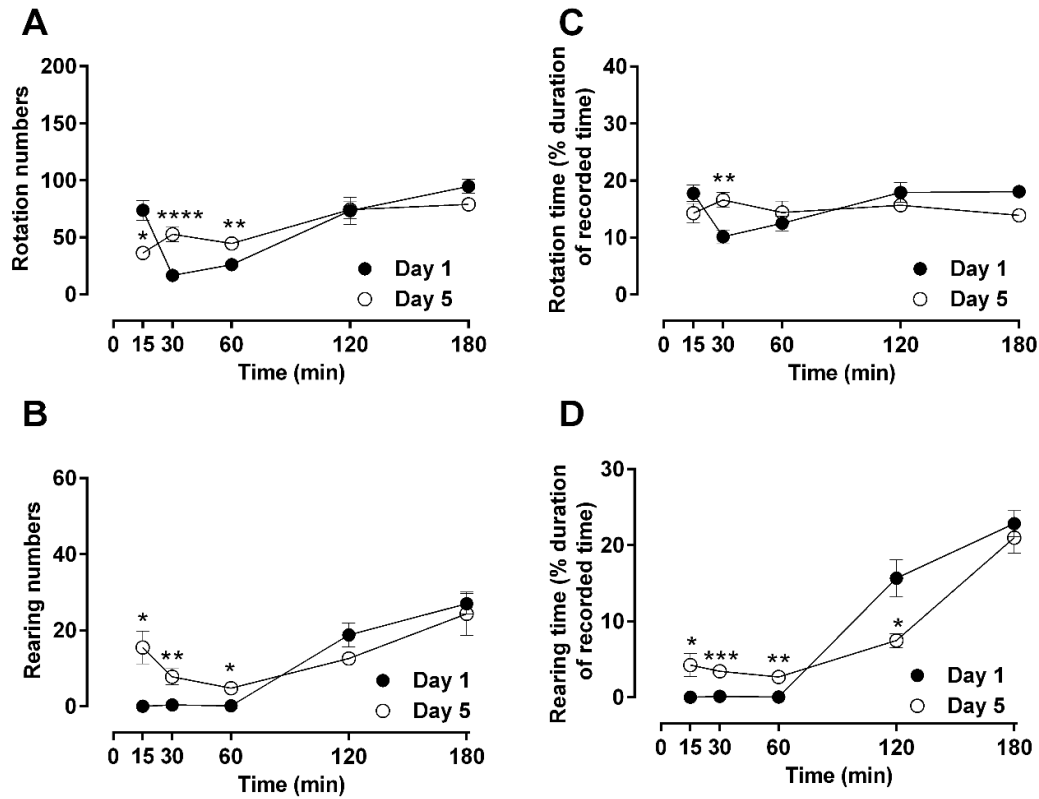 A
Rotation numbers
200
150
100
50
0
*
****
**
Day 1
Day 5
0 15 30 60 120 180
Time (min)
C
Rotation time (% duration
of recorded time)
40
30
20
10
0
**
Day 1
Day 5
0 15 30 60 120 180
Time (min)
B
Rearing numbers
60
40
20
0
*
**
*
Day 1
Day 5
0 15 30 60 120 180
Time (min)
D
Rearing time (% duration
of recorded time)
30
20
10
0
*
***
**
*
Day 1
Day 5
0 15 30 60 120 180
Time (min)